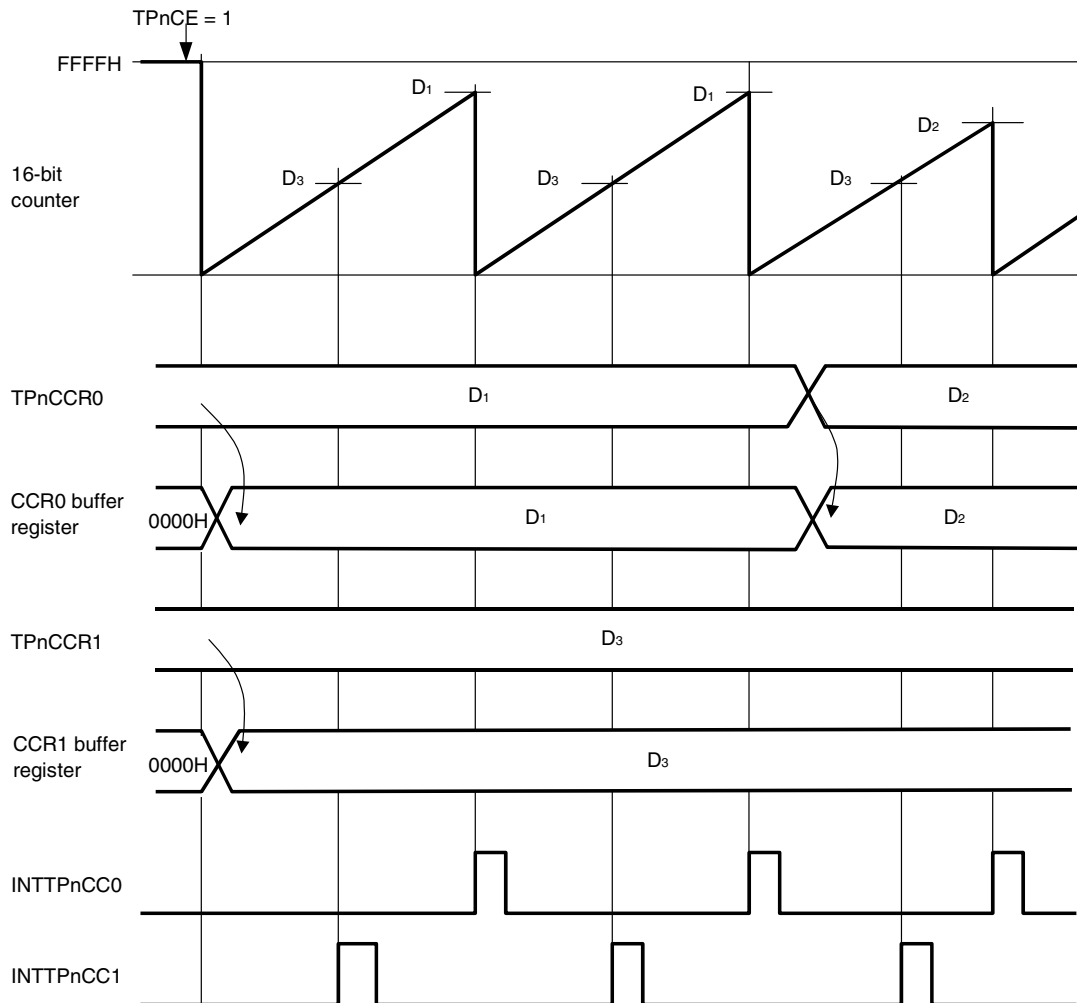 TPnCE = 1
FFFFH
D1
D1
D2
16-bit
counter
D3
D3
D3
TPnCCR0
D1
D2
CCR0 buffer
register
0000H
D1
D2
TPnCCR1
D3
CCR1 buffer
register
0000H
D3
INTTPnCC0
INTTPnCC1